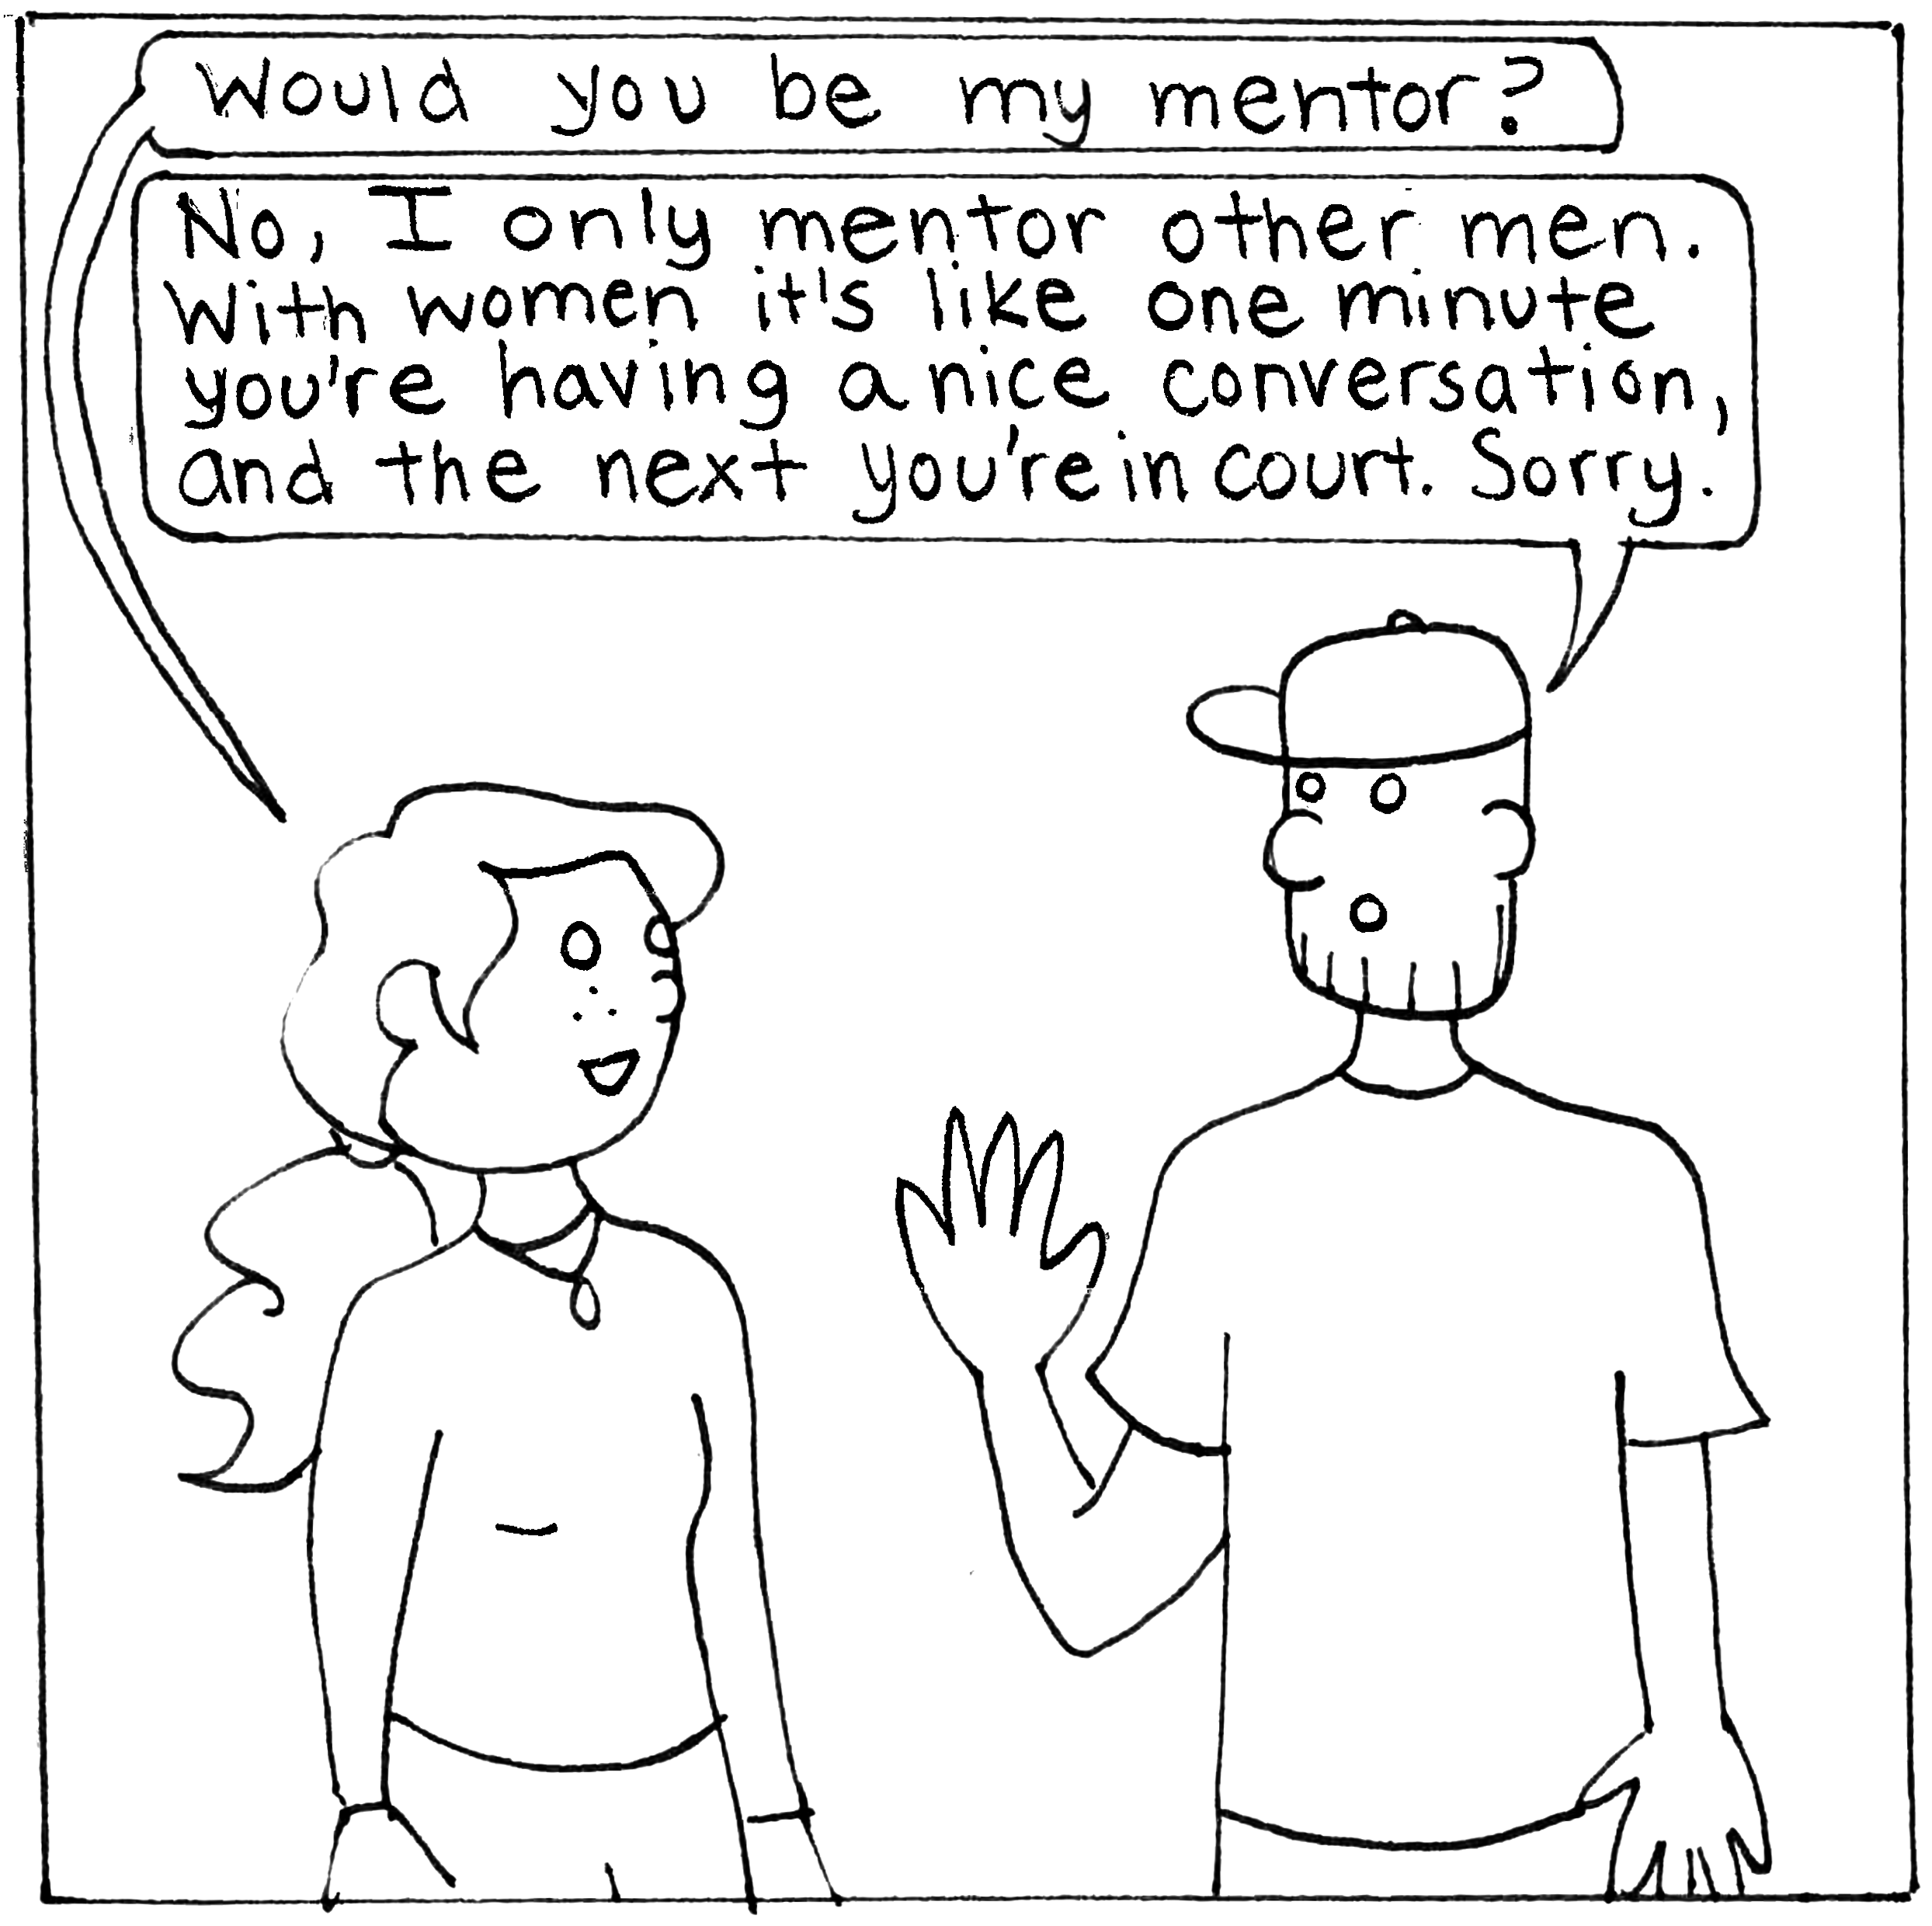 Would you be my mentor?
No, I only mentor other men.
With women it's like one minute
you're having a nice conversation,
and the next you're in court. Sorry.